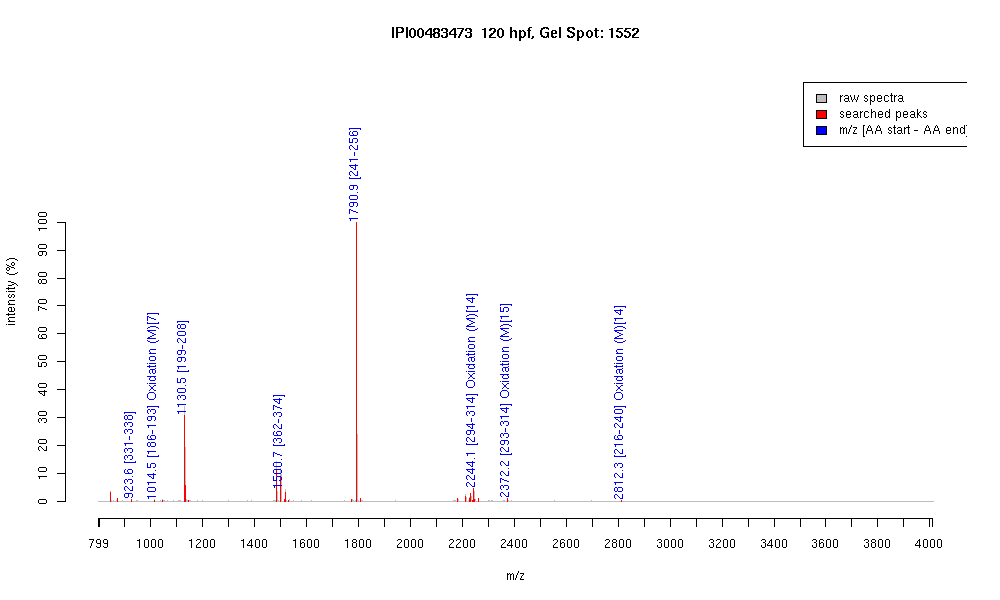 IPI00483473 120 hpf, Gel Spot: 1552
raw spectra
searched peaks
m/z [AA start - AA end]
intensity (%)
100
90
80
70
60
50
40
30
20
10
0
923.6 [331-338]
1014.5 [186-193] Oxidation (M)[7]
1130.5 [199-208]
1500.7 [362-374]
1790.9 [241-256]
2244.1 [294-314] Oxidation (M)[14]
2372.2 [293-314] Oxidation (M)[15]
2812.3 [216-240] Oxidation (M)[14]
799 1000 1200 1400 1600 1800 2000 2200 2400 2600 2800 3000 3200 3400 3600 3800 4000
m/z